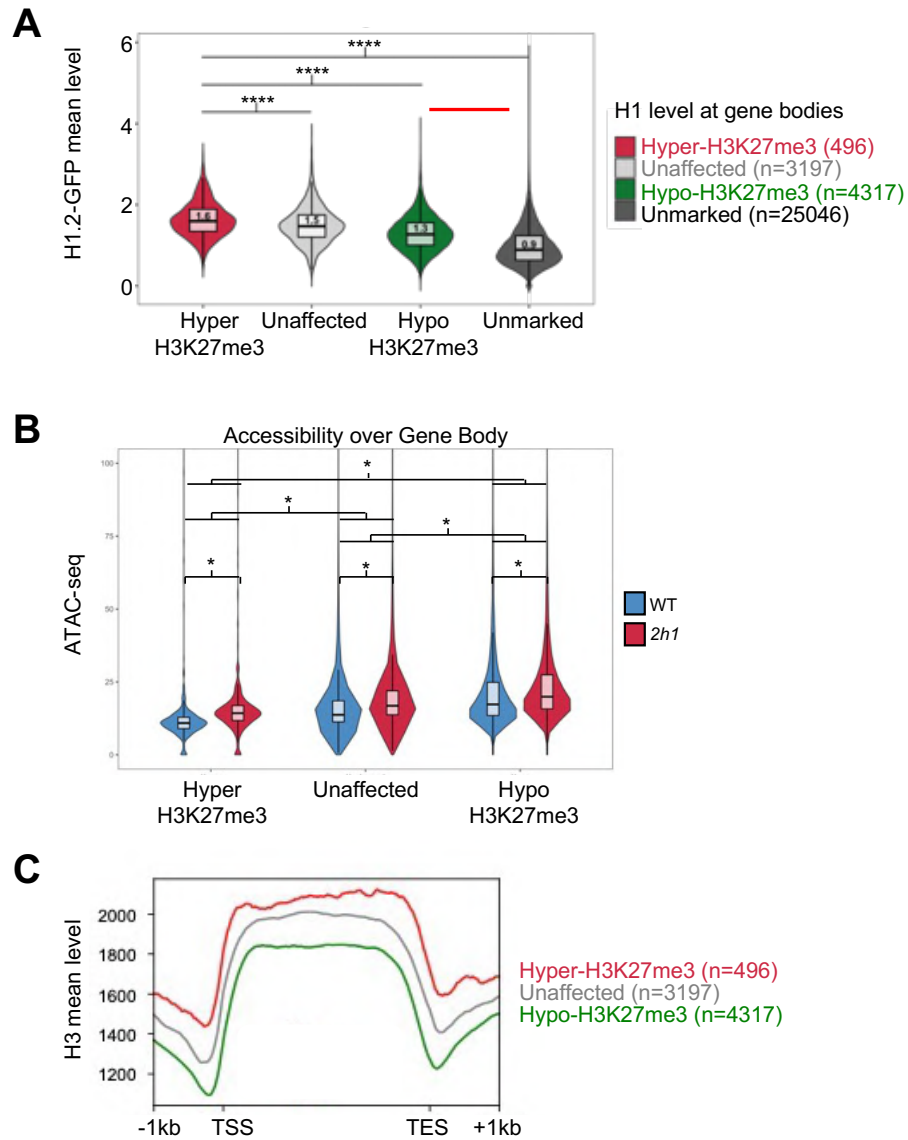 A
H1.2-GFP mean level
6
4
2
0
****
****
****
1.6
1.5
1.3
0.9
Hyper
H3K27me3
Unaffected
Hypo
H3K27me3
Unmarked
H1 level at gene bodies
Hyper-H3K27me3 (496)
Unaffected (n=3197)
Hypo-H3K27me3 (n=4317)
Unmarked (n=25046)
B
Accessibility over Gene Body
ATAC-seq
100
75
50
25
0
*
*
*
*
*
*
Hyper
H3K27me3
Unaffected
Hypo
H3K27me3
WT
2h1
C
H3 mean level
2000
1800
1600
1400
1200
-1kb
TSS
TES
+1kb
Hyper-H3K27me3 (n=496)
Unaffected (n=3197)
Hypo-H3K27me3 (n=4317)